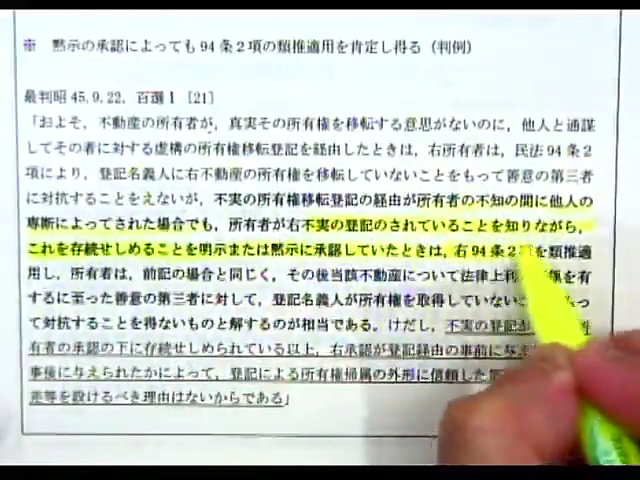 ※ 黙示の承認によっても94条2項の類推適用を肯定し得る（判例）
最判昭45.9.22，百選Ⅰ［21］
「およそ，不動産の所有者が，真実その所有権を移転する意思がないのに，他人と通謀
してその者に対する虚構の所有権移転登記を経由したときは，右所有者は，民法94条2
項により，登記名義人に右不動産の所有権を移転していないことをもって善意の第三者
に対抗することをえないが，不実の所有権移転登記の経由が所有者の不知の間に他人の
専断によってされた場合でも，所有者が右不実の登記のされていることを知りながら，
これを存続せしめることを明示または黙示に承認していたときは，右94条2項を類推適
用し，所有者は，前記の場合と同じく，その後当該不動産について法律上利 を有
するに至った善意の第三者に対して，登記名義人が所有権を取得していないこ って
対抗することを得ないものと解するのが相当である。けだし，不実の登記が
有者の承認の下に存続せしめられている以上，右承認が登記経由の事前に与
事後に与えられたかによって，登記による所有権帰属の外形に信頼した
差等を設けるべき理由はないからである」